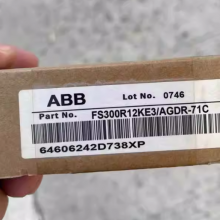 ABB Lot No. 0746
Part No. FS300R12KE3/AGDR-71C
64606242D738XP